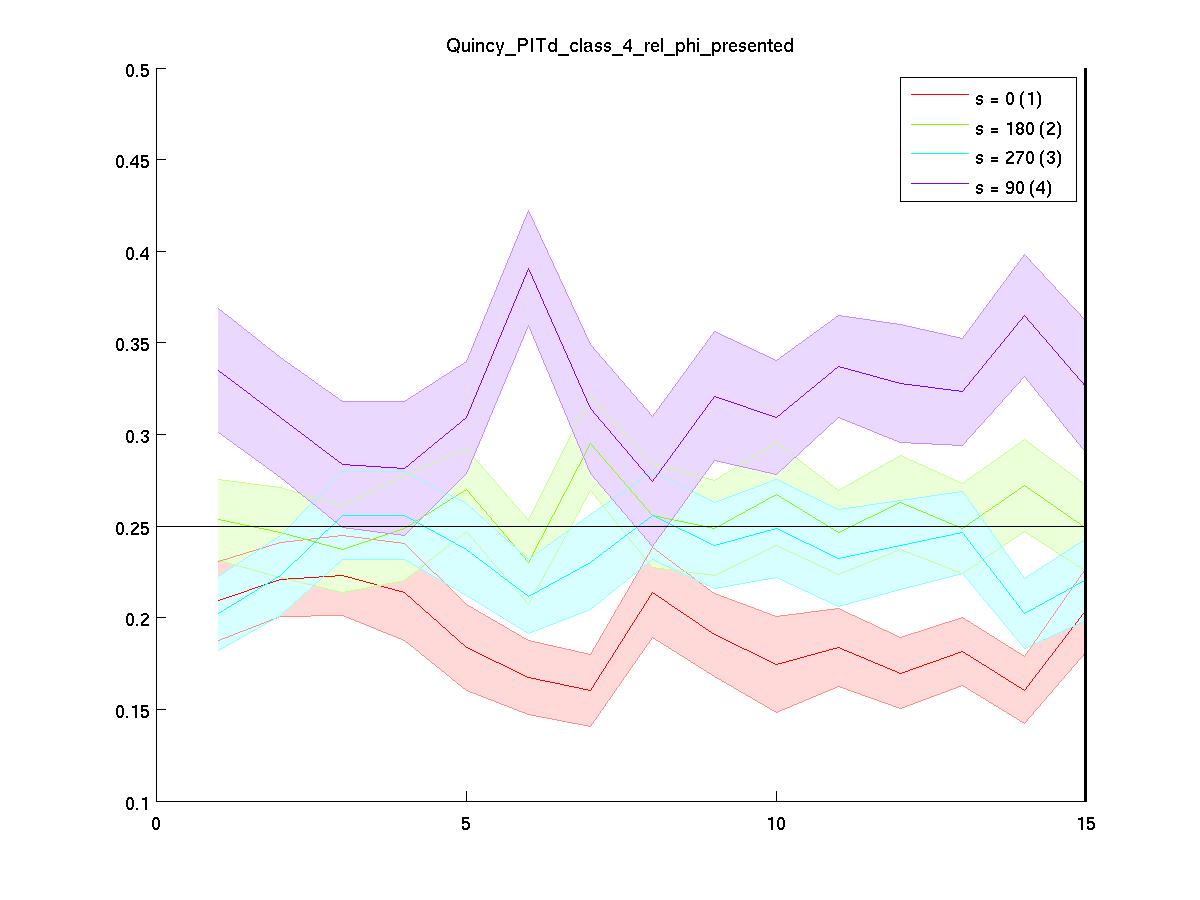 Quincy_PITd_class_4_rel_phi_presented
0.5
0.45
0.4
0.35
0.3
0.25
0.2
0.15
0.1
0
5
10
15
s = 0 (1)
s = 180 (2)
s = 270 (3)
s = 90 (4)